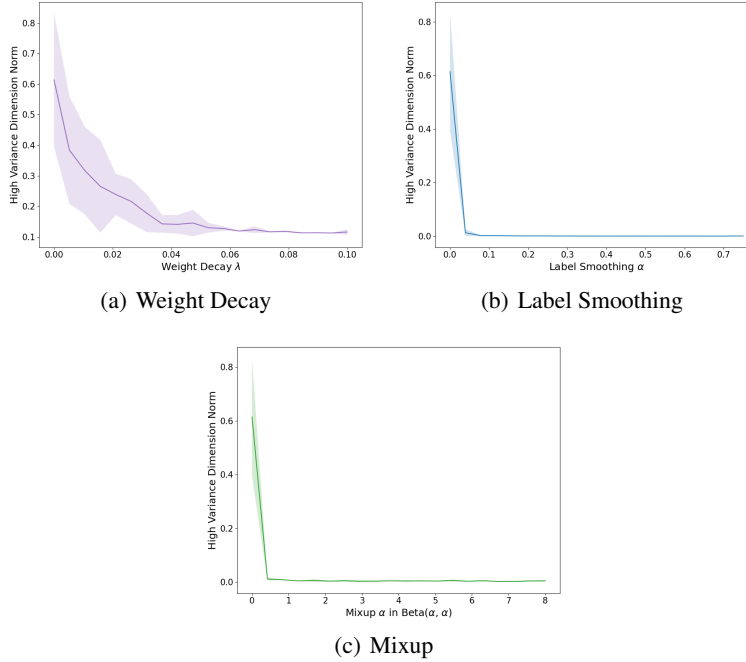 High Variance Dimension Norm
0.8
0.7
0.6
0.5
0.4
0.3
0.2
0.1
0.00 0.02 0.04 0.06 0.08 0.10
Weight Decay λ
(a) Weight Decay
High Variance Dimension Norm
0.8
0.6
0.4
0.2
0.0
0.0 0.1 0.2 0.3 0.4 0.5 0.6 0.7
Label Smoothing α
(b) Label Smoothing
High Variance Dimension Norm
0.8
0.6
0.4
0.2
0.0
0 1 2 3 4 5 6 7 8
Mixup α in Beta(α, α)
(c) Mixup